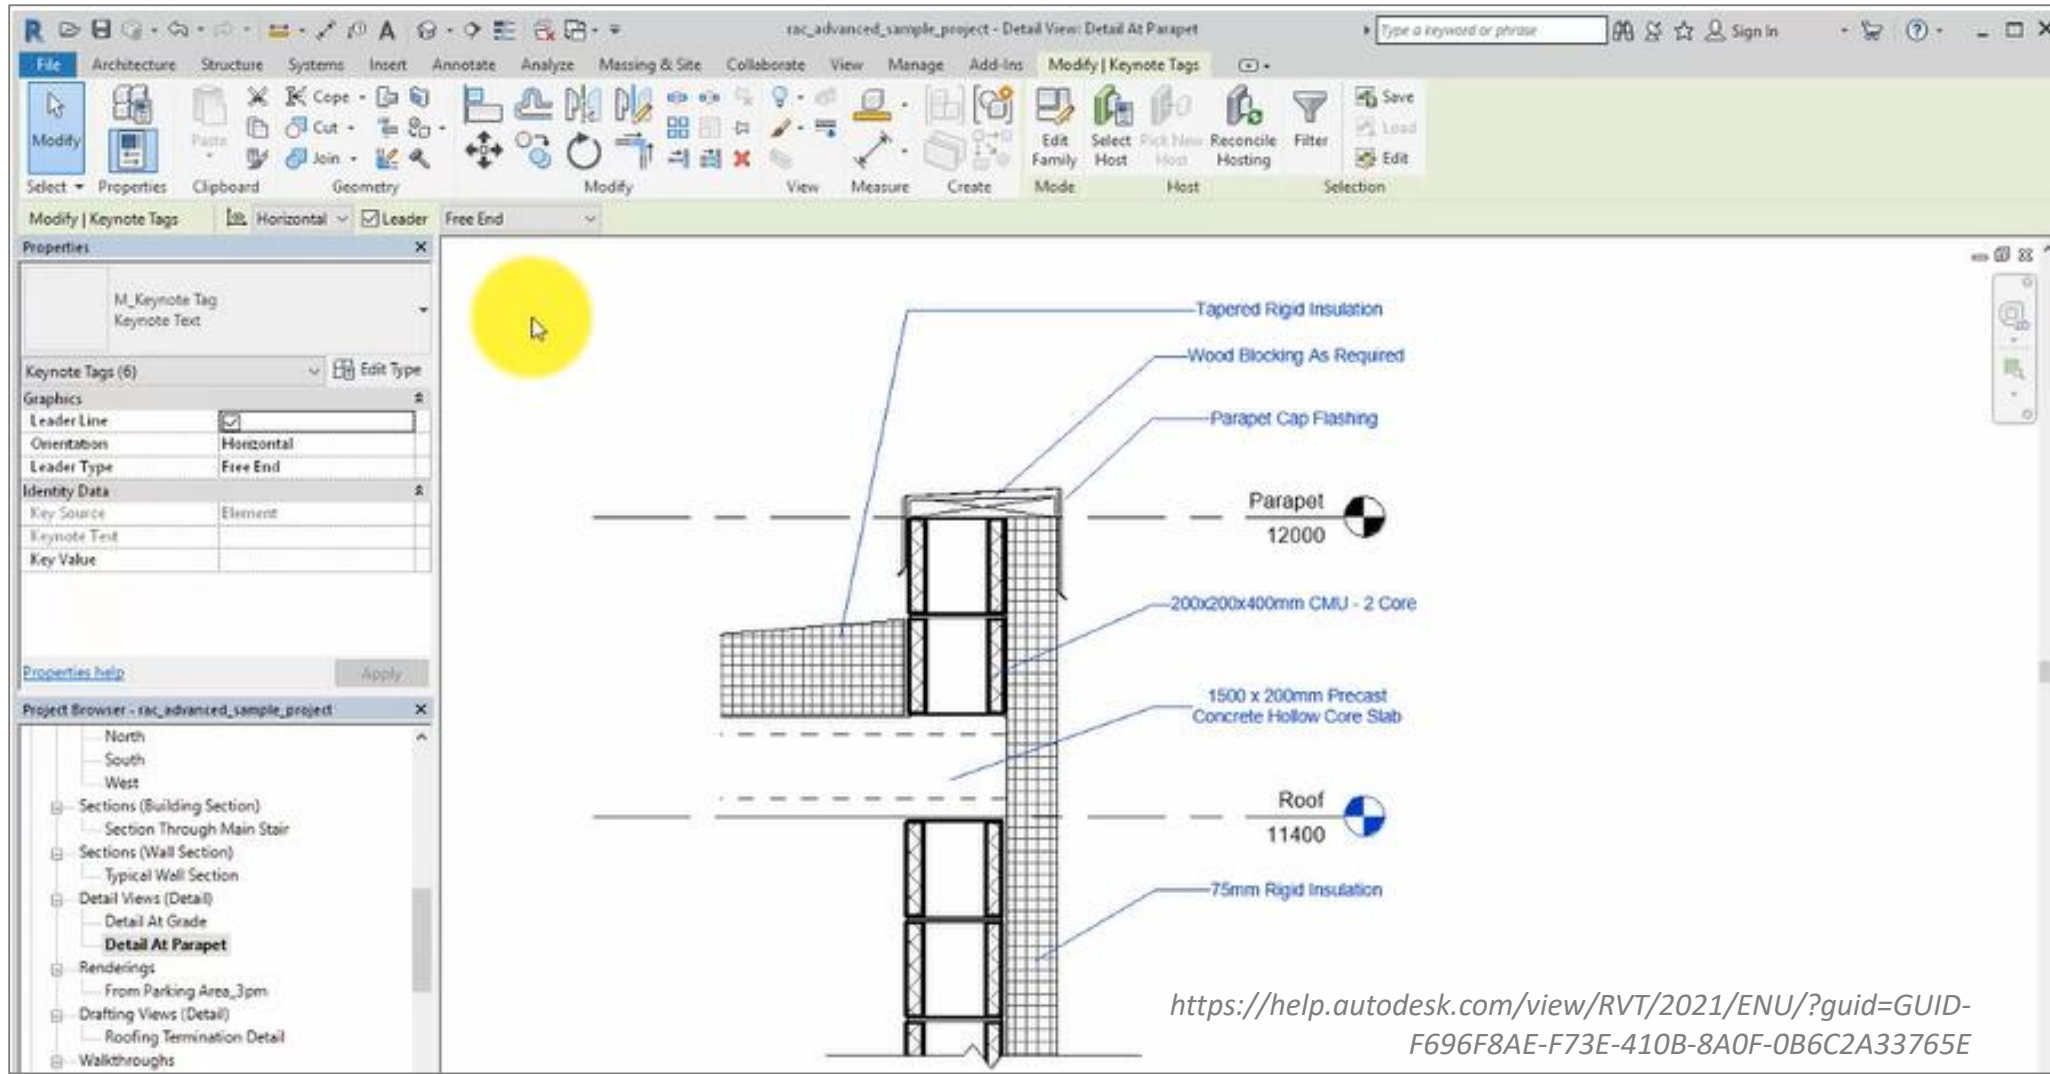 rac_advanced_sample_project - Detail View: Detail At Parapet
Type a keyword or phrase
Sign In
File Architecture Structure Systems Insert Annotate Analyze Massing & Site Collaborate View Manage Add-Ins Modify | Keynote Tags
Modify
Paste
Cope
Cut
Join
Edit Family
Select Host
Pick New Host
Reconcile Hosting
Filter
Save
Load
Edit
Select Properties Clipboard Geometry Modify View Measure Create Mode Host Selection
Modify | Keynote Tags Horizontal Leader Free End
Properties
M_Keynote Tag
Keynote Text
Keynote Tags (6) Edit Type
Graphics
Leader Line
Orientation Horizontal
Leader Type Free End
Identity Data
Key Source Element
Keynote Text
Key Value
Properties help Apply
Project Browser - rac_advanced_sample_project
North
South
West
Sections (Building Section)
Section Through Main Stair
Sections (Wall Section)
Typical Wall Section
Detail Views (Detail)
Detail At Grade
Detail At Parapet
Renderings
From Parking Area_3pm
Drafting Views (Detail)
Roofing Termination Detail
Walkthroughs
Tapered Rigid Insulation
Wood Blocking As Required
Parapet Cap Flashing
Parapet
12000
200x200x400mm CMU - 2 Core
1500 x 200mm Precast
Concrete Hollow Core Slab
Roof
11400
75mm Rigid Insulation
https://help.autodesk.com/view/RVT/2021/ENU/?guid=GUID-
F696F8AE-F73E-410B-8A0F-0B6C2A33765E